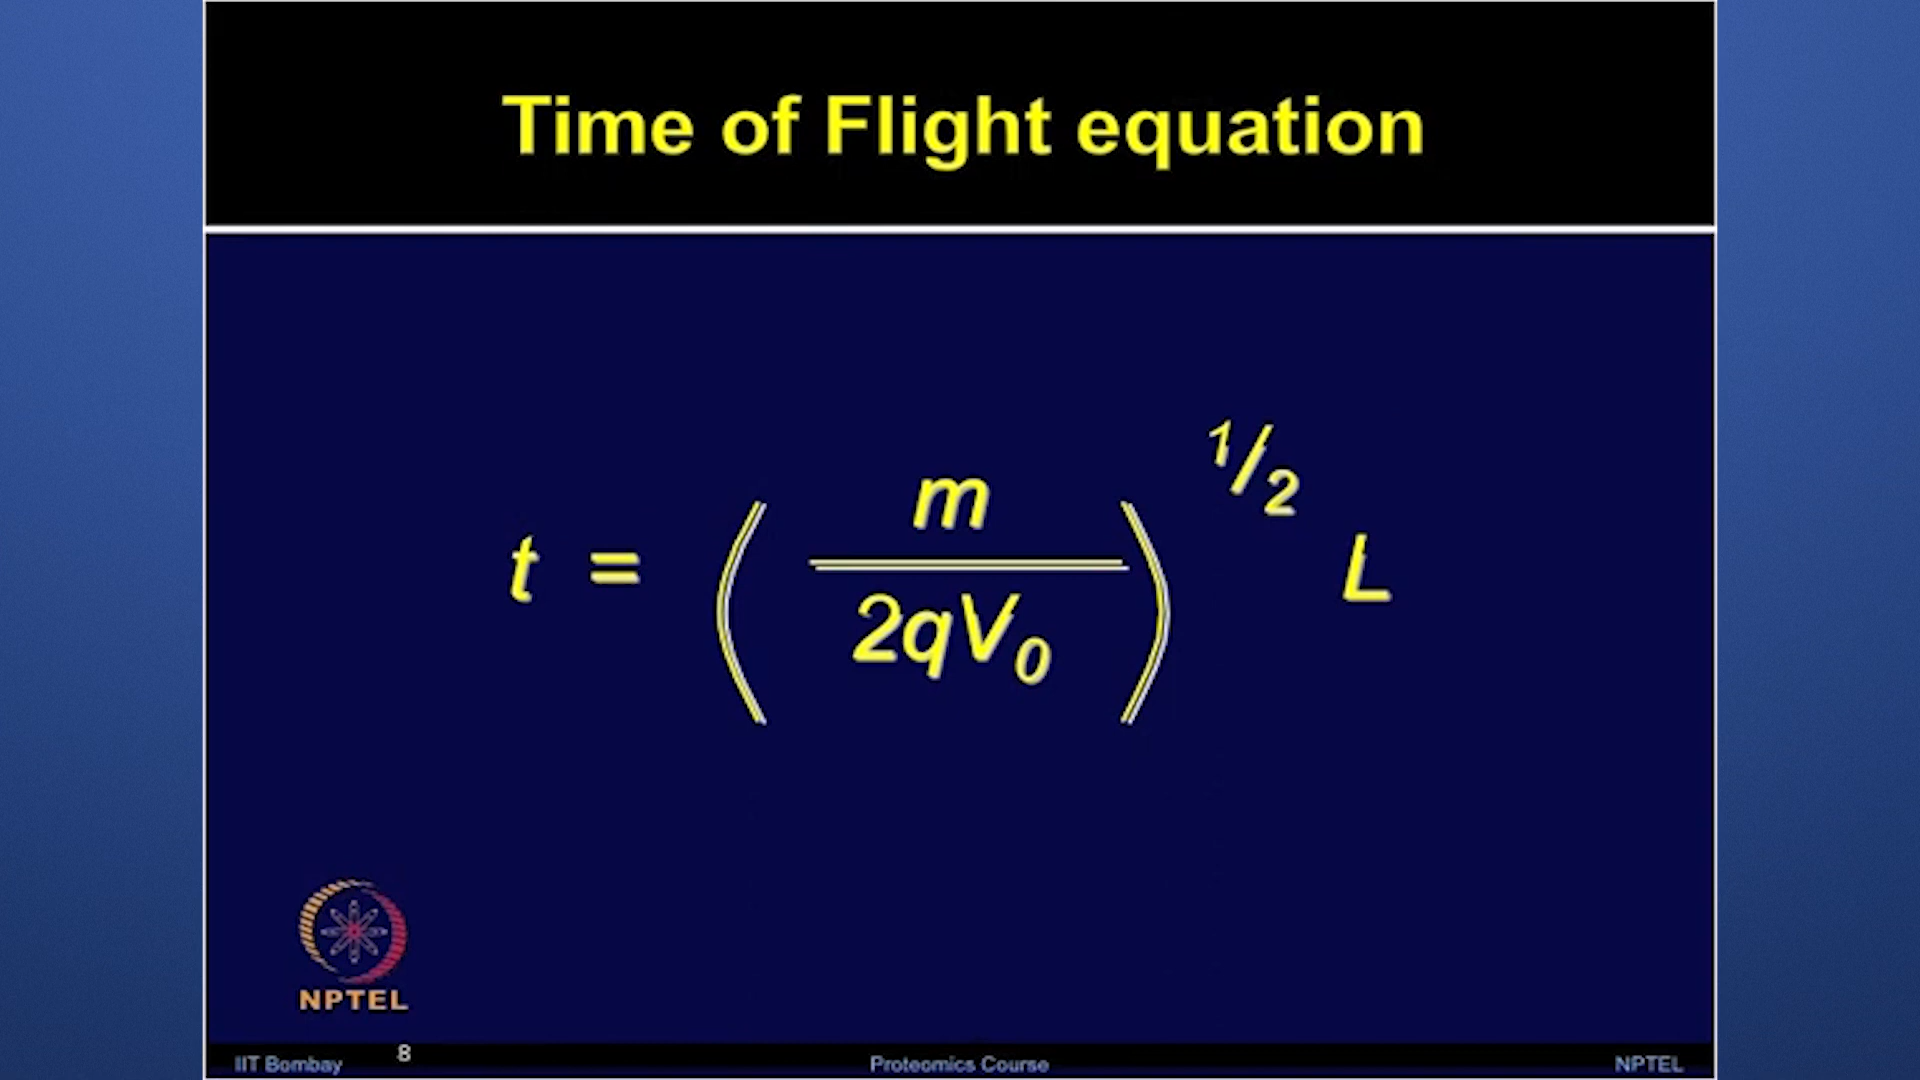 Time of Flight equation
t = ( m / 2qV₀ ) ^1/2 L
NPTEL
IIT Bombay 8 Proteomics Course NPTEL